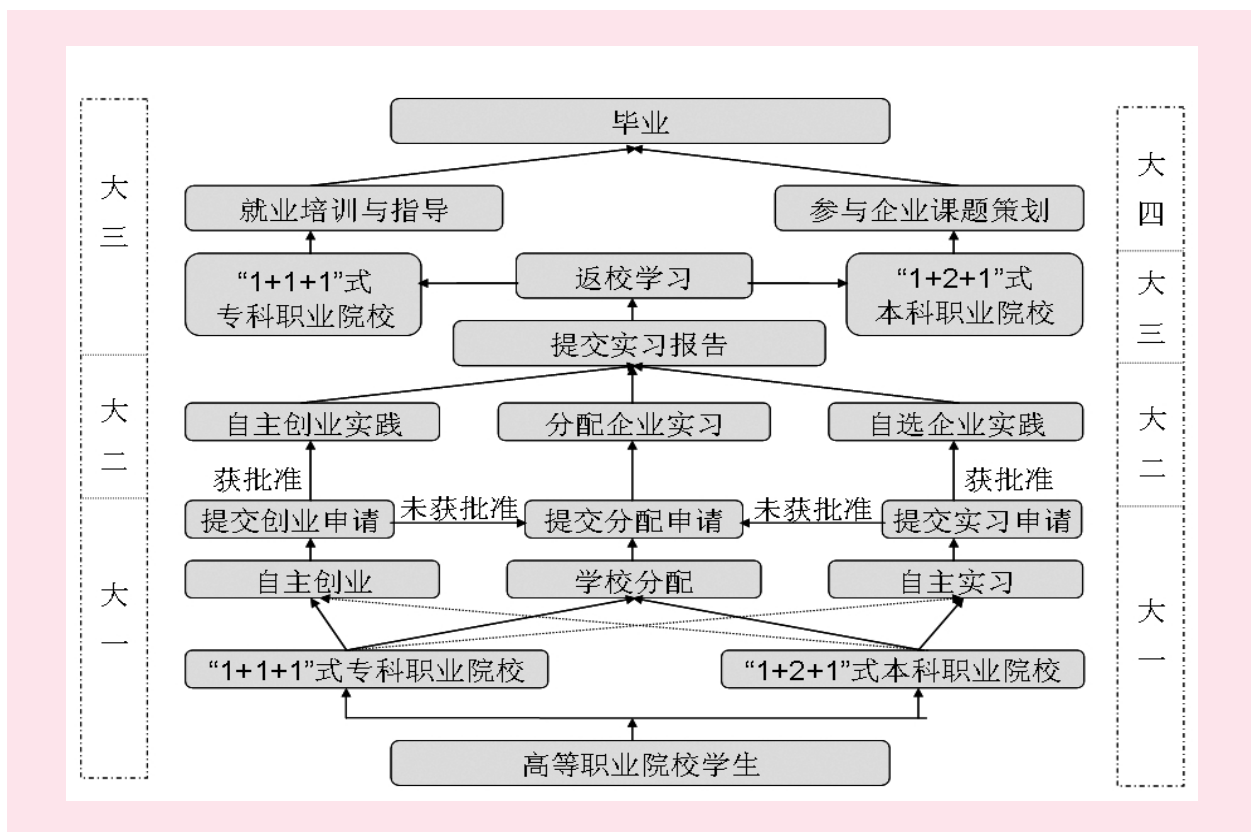 毕业
大
三
大
四
就业培训与指导
参与企业课题策划
“1+1+1”式
专科职业院校
返校学习
“1+2+1”式
本科职业院校
大
三
提交实习报告
大
二
自主创业实践
分配企业实习
自选企业实践
大
二
获批准
获批准
提交创业申请
未获批准
提交分配申请
未获批准
提交实习申请
大
一
自主创业
学校分配
自主实习
大
一
“1+1+1”式专科职业院校
“1+2+1”式本科职业院校
高等职业院校学生